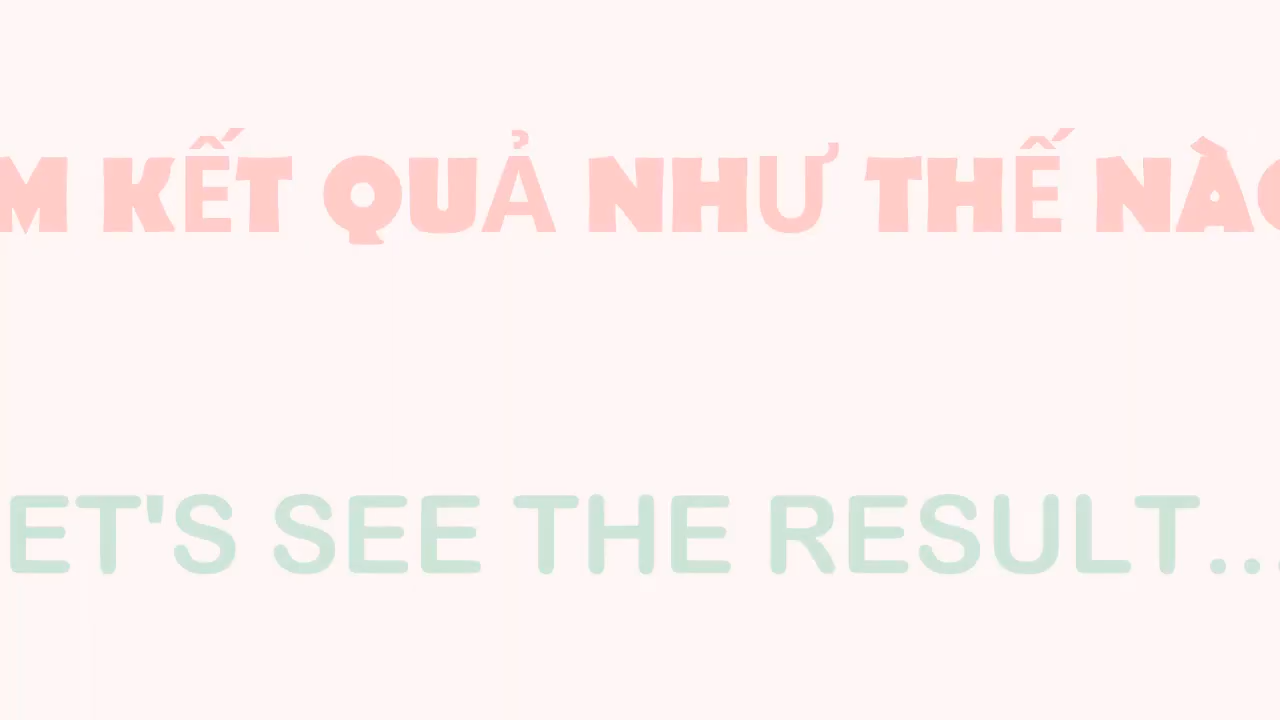 M KẾT QUẢ NHƯ THẾ NÀO
ET'S SEE THE RESULT...